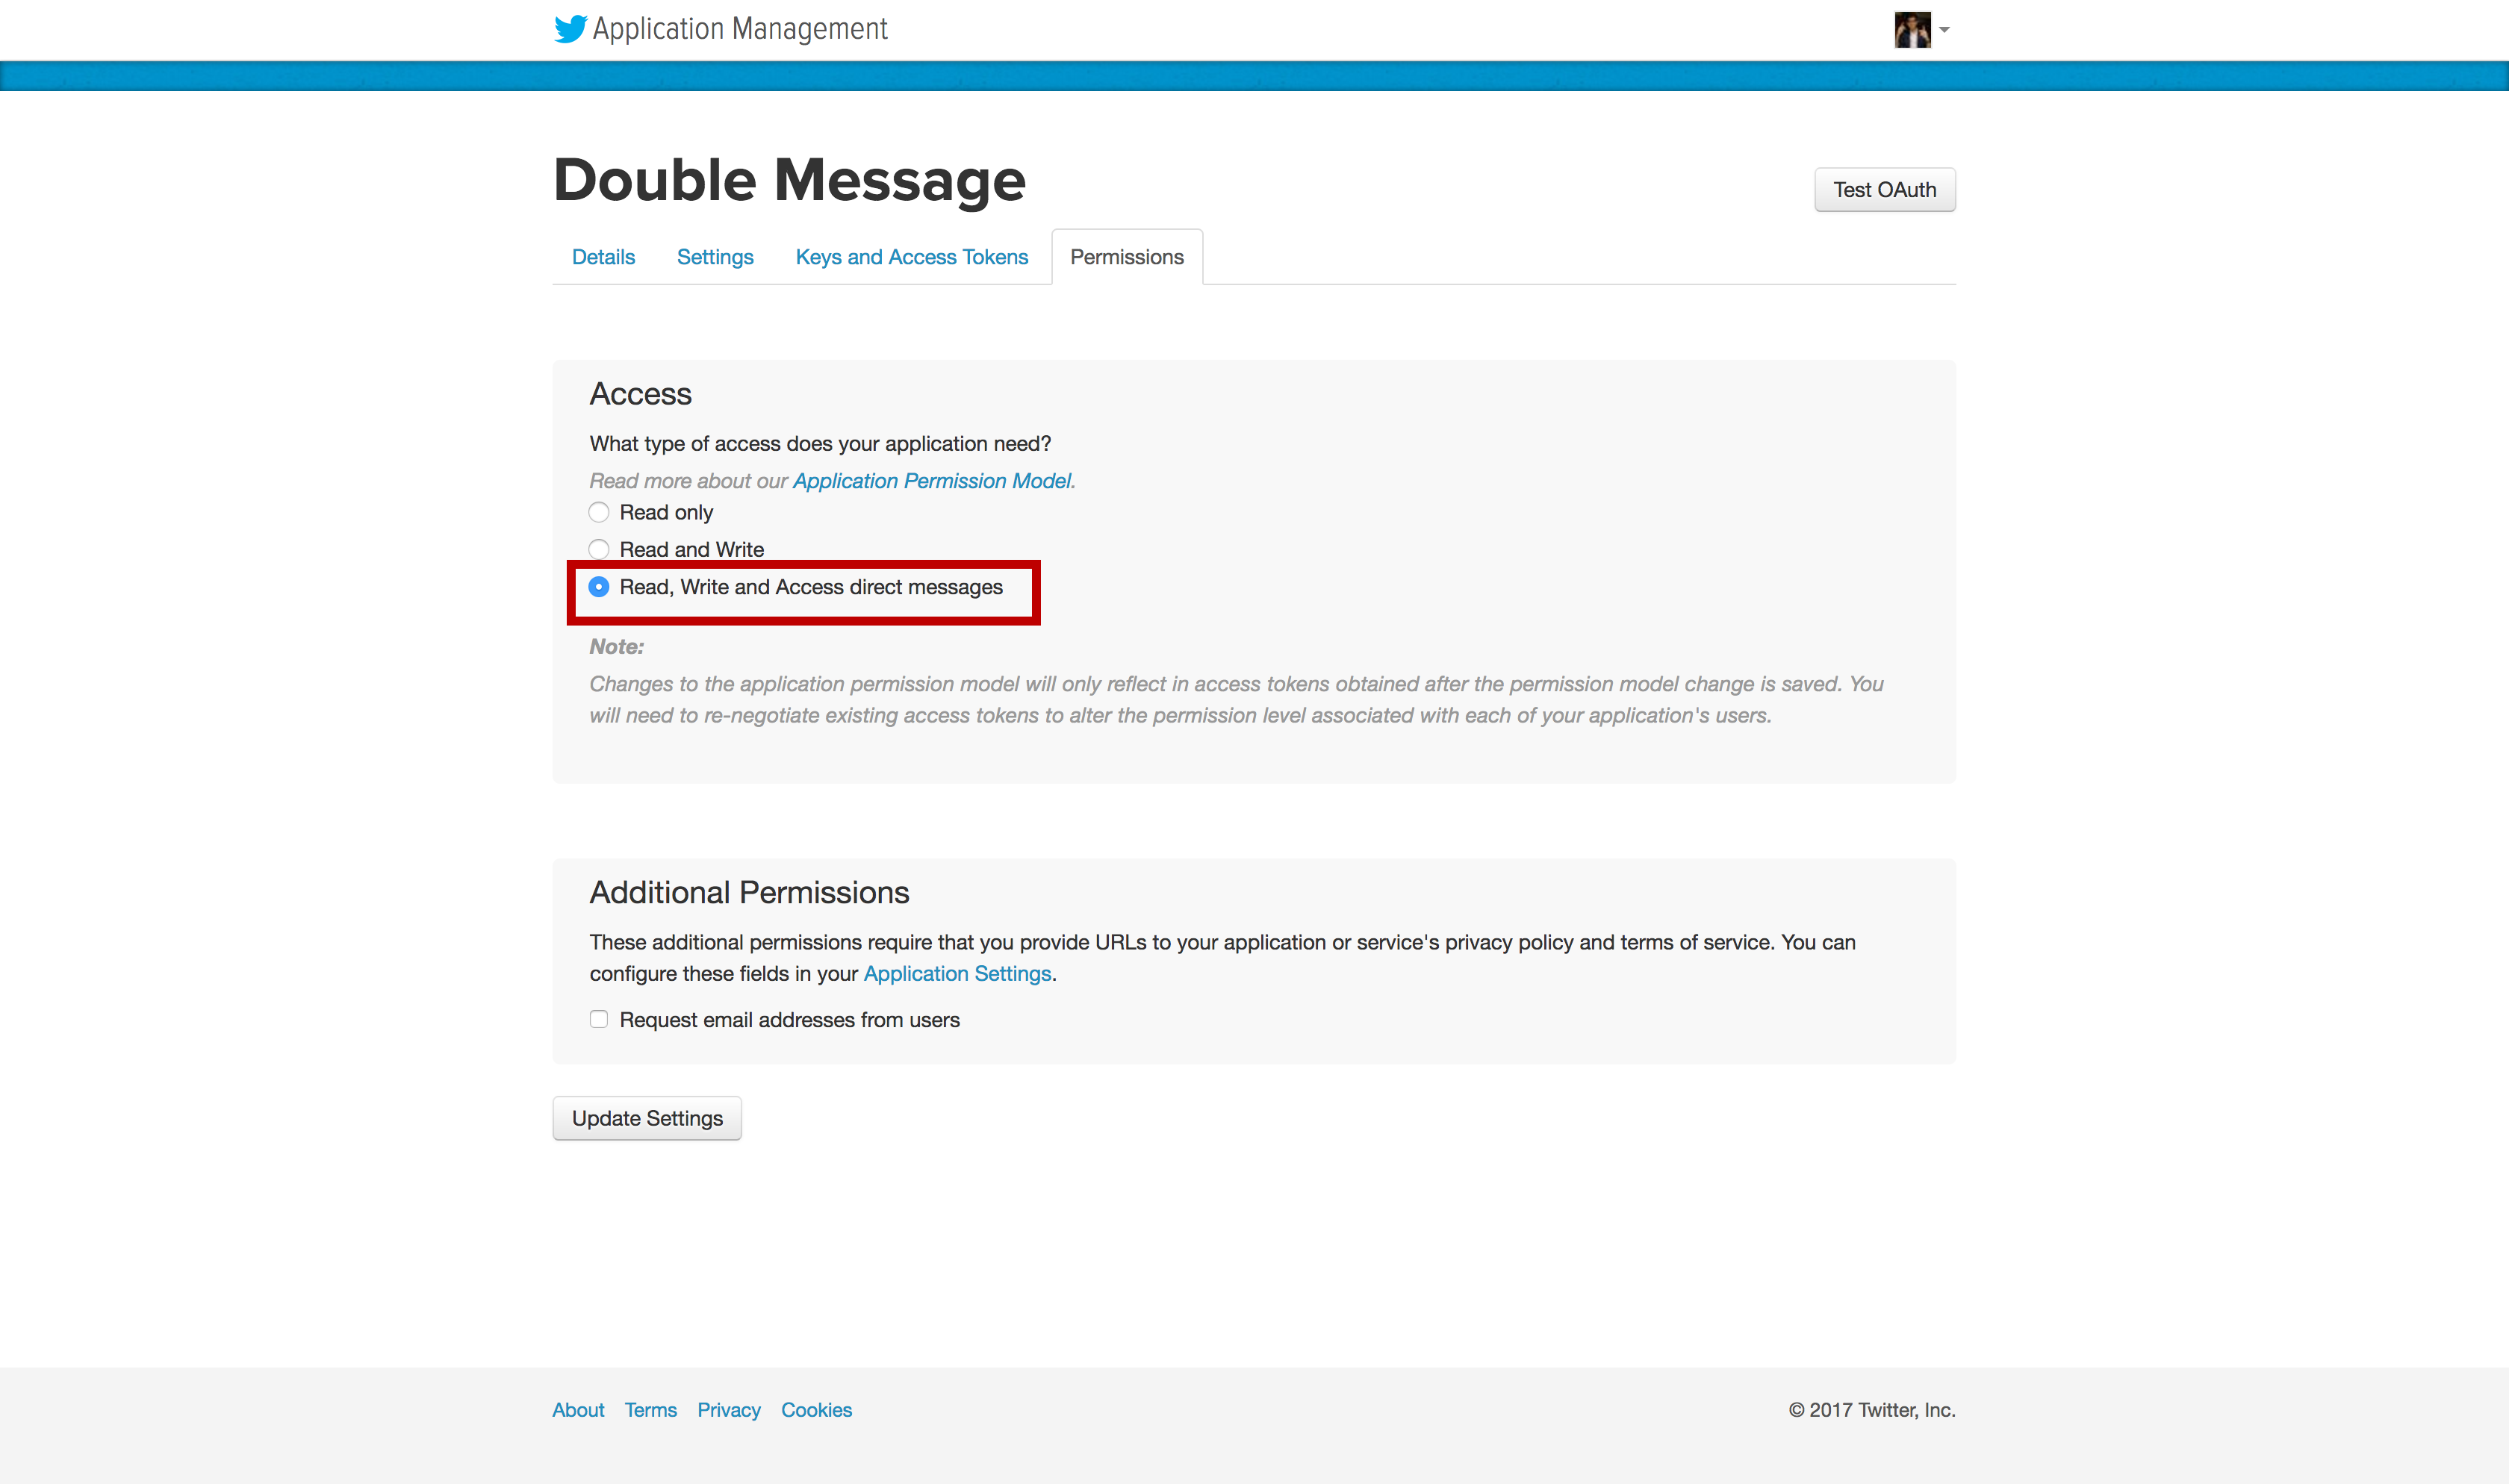 Application Management
Double Message
Test OAuth
Details Settings Keys and Access Tokens Permissions
Access
What type of access does your application need?
Read more about our Application Permission Model.
Read only
Read and Write
Read, Write and Access direct messages
Note:
Changes to the application permission model will only reflect in access tokens obtained after the permission model change is saved. You
will need to re-negotiate existing access tokens to alter the permission level associated with each of your application's users.
Additional Permissions
These additional permissions require that you provide URLs to your application or service's privacy policy and terms of service. You can
configure these fields in your Application Settings.
Request email addresses from users
Update Settings
About Terms Privacy Cookies
© 2017 Twitter, Inc.